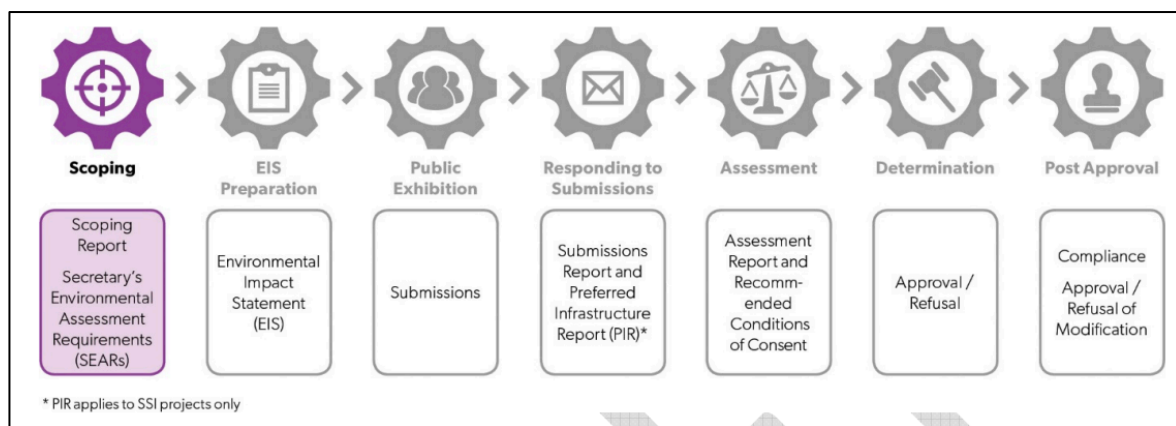 Scoping
EIS
Preparation
Public
Exhibition
Responding to
Submissions
Assessment
Determination
Post Approval
Scoping
Report
Secretary's
Environmental
Assessment
Requirements
(SEARs)
Environmental
Impact
Statement
(EIS)
Submissions
Submissions
Report and
Preferred
Infrastructure
Report (PIR)*
Assessment
Report and
Recomm-
ended
Conditions
of Consent
Approval /
Refusal
Compliance
Approval /
Refusal of
Modification
* PIR applies to SSI projects only